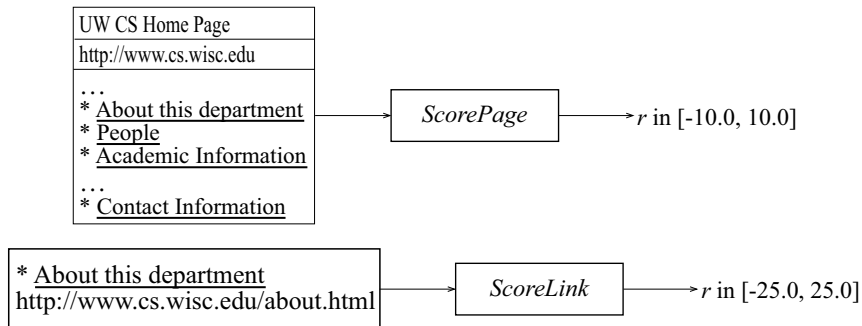 UW CS Home Page
http://www.cs.wisc.edu
…
* About this department
* People
* Academic Information
…
* Contact Information
ScorePage
r in [-10.0, 10.0]
* About this department
http://www.cs.wisc.edu/about.html
ScoreLink
r in [-25.0, 25.0]